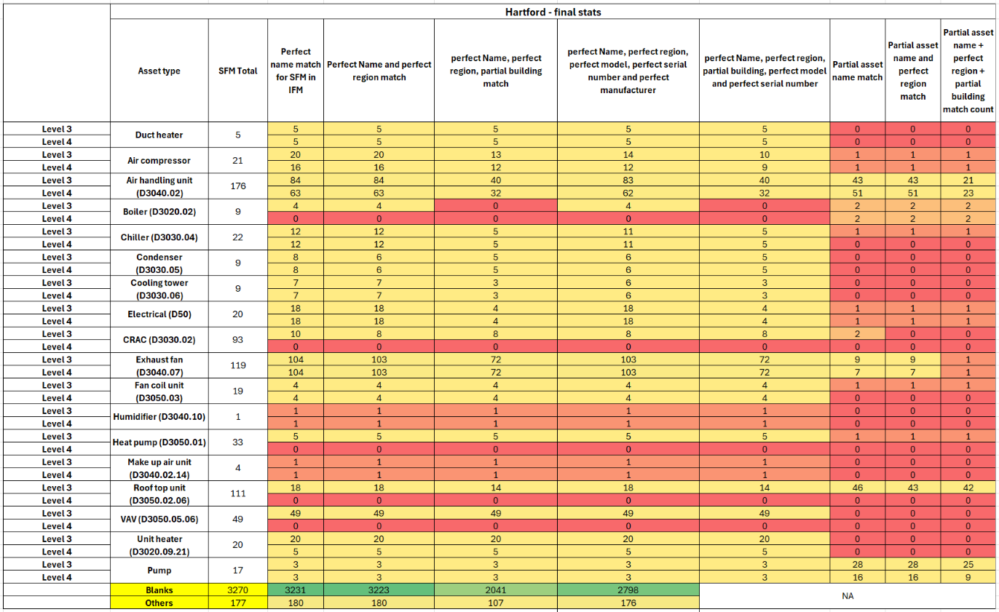 Hartford - final stats
Asset type
SFM Total
Perfect
name match
for SFM in
IFM
Perfect Name and perfect
region match
perfect Name, perfect
region, partial building
match
perfect Name, perfect region,
perfect model, perfect serial
number and perfect
manufacturer
perfect Name, perfect region,
partial building, perfect model
and perfect serial number
Partial asset
name match
Partial asset
name and
perfect
region
match
Partial asset
name +
perfect
region +
partial
building
match count
Level 3 Duct heater 5 5 5 5 5 5 0 0 0
Level 4 5 5 5 5 5 0 0 0
Level 3 Air compressor 21 20 20 13 14 10 1 1 1
Level 4 16 16 12 12 9 1 1 1
Level 3 Air handling unit 176 84 84 40 83 40 43 43 21
Level 4 (D3040.02) 63 63 32 62 32 51 51 23
Level 3 Boiler (D3020.02) 9 4 4 0 4 0 2 2 2
Level 4 0 0 0 0 0 2 2 2
Level 3 Chiller (D3030.04) 22 12 12 5 11 5 1 1 1
Level 4 12 12 5 11 5 0 0 0
Level 3 Condenser 9 8 6 5 6 5 0 0 0
Level 4 (D3030.05) 8 6 5 6 5 0 0 0
Level 3 Cooling tower 9 7 7 3 6 3 0 0 0
Level 4 (D3030.06) 7 7 3 6 3 0 0 0
Level 3 Electrical (D50) 20 18 18 4 18 4 1 1 1
Level 4 18 18 4 18 4 1 1 1
Level 3 CRAC (D3030.02) 93 10 8 8 8 8 2 0 0
Level 4 0 0 0 0 0 0 0 0
Level 3 Exhaust fan 119 104 103 72 103 72 9 9 1
Level 4 (D3040.07) 104 103 72 103 72 7 7 1
Level 3 Fan coil unit 19 4 4 4 4 4 1 1 1
Level 4 (D3050.03) 4 4 4 4 4 0 0 0
Level 3 Humidifier (D3040.10) 1 1 1 1 1 1 0 0 0
Level 4 1 1 1 1 1 0 0 0
Level 3 Heat pump (D3050.01) 33 5 5 5 5 5 1 1 1
Level 4 0 0 0 0 0 0 0 0
Level 3 Make up air unit 4 1 1 1 1 1 0 0 0
Level 4 (D3040.02.14) 1 1 1 1 1 0 0 0
Level 3 Roof top unit 111 18 18 14 18 14 46 43 42
Level 4 (D3050.02.06) 0 0 0 0 0 0 0 0
Level 3 VAV (D3050.05.06) 49 49 49 49 49 49 0 0 0
Level 4 0 0 0 0 0 0 0 0
Level 3 Unit heater 20 20 20 20 20 20 0 0 0
Level 4 (D3020.09.21) 5 5 5 5 5 0 0 0
Level 3 Pump 17 3 3 3 3 3 28 28 25
Level 4 3 3 3 3 3 16 16 9
Blanks 3270 3231 3223 2041 2798 NA
Others 177 180 180 107 176